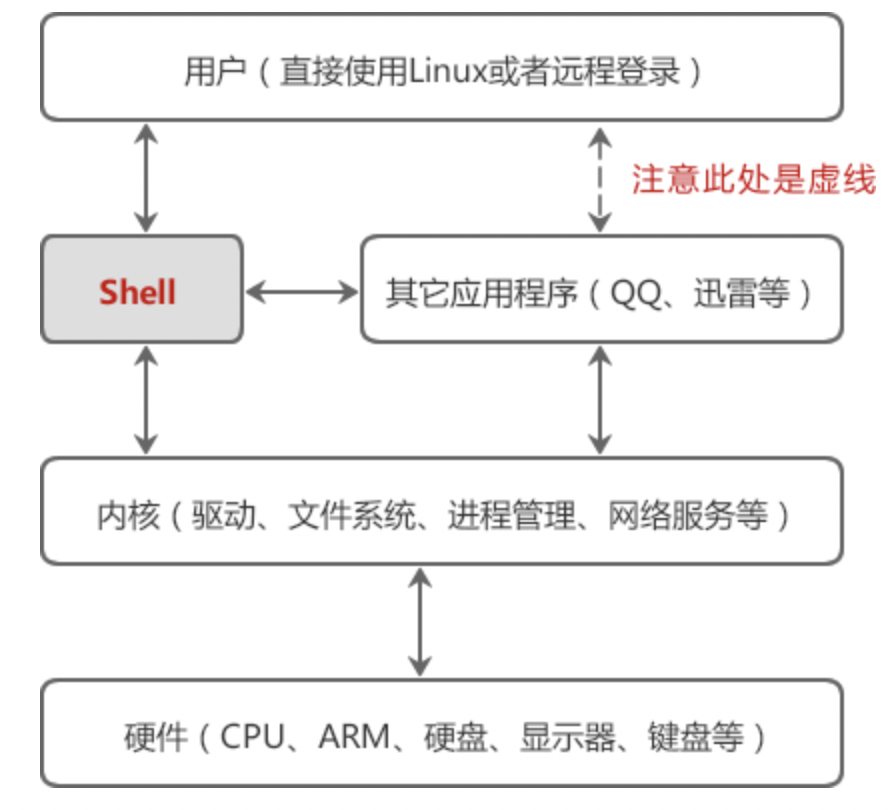 用户（直接使用Linux或者远程登录）
注意此处是虚线
Shell
其它应用程序（QQ、迅雷等）
内核（驱动、文件系统、进程管理、网络服务等）
硬件（CPU、ARM、硬盘、显示器、键盘等）